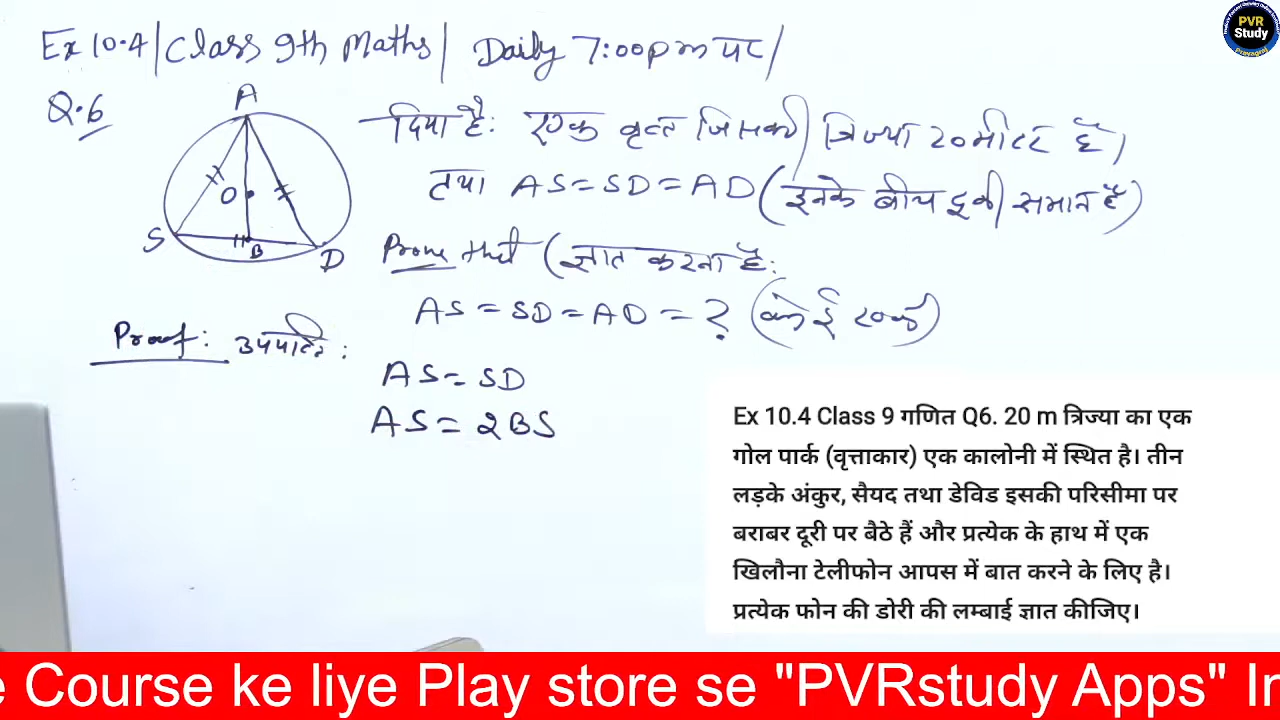 Ex 10.4 | Class 9th Maths | Daily 7:00pm पर |
PVR
Study
Prayagraj
Q.6
A
O
S
B
D
दिया है: एक वृत्त जिसकी त्रिज्या 20 मीटर है।
तथा AS = SD = AD (इनके बीच दूरी समान है)
Prove that (ज्ञात करना है:
AS = SD = AD = ? (कोई एक)
Proof: उपपत्ति:
AS = SD
AS = 2BS
Ex 10.4 Class 9 गणित Q6. 20 m त्रिज्या का एक
गोल पार्क (वृत्ताकार) एक कालोनी में स्थित है। तीन
लड़के अंकुर, सैयद तथा डेविड इसकी परिसीमा पर
बराबर दूरी पर बैठे हैं और प्रत्येक के हाथ में एक
खिलौना टेलीफोन आपस में बात करने के लिए है।
प्रत्येक फोन की डोरी की लम्बाई ज्ञात कीजिए।
e Course ke liye Play store se "PVRstudy Apps" In